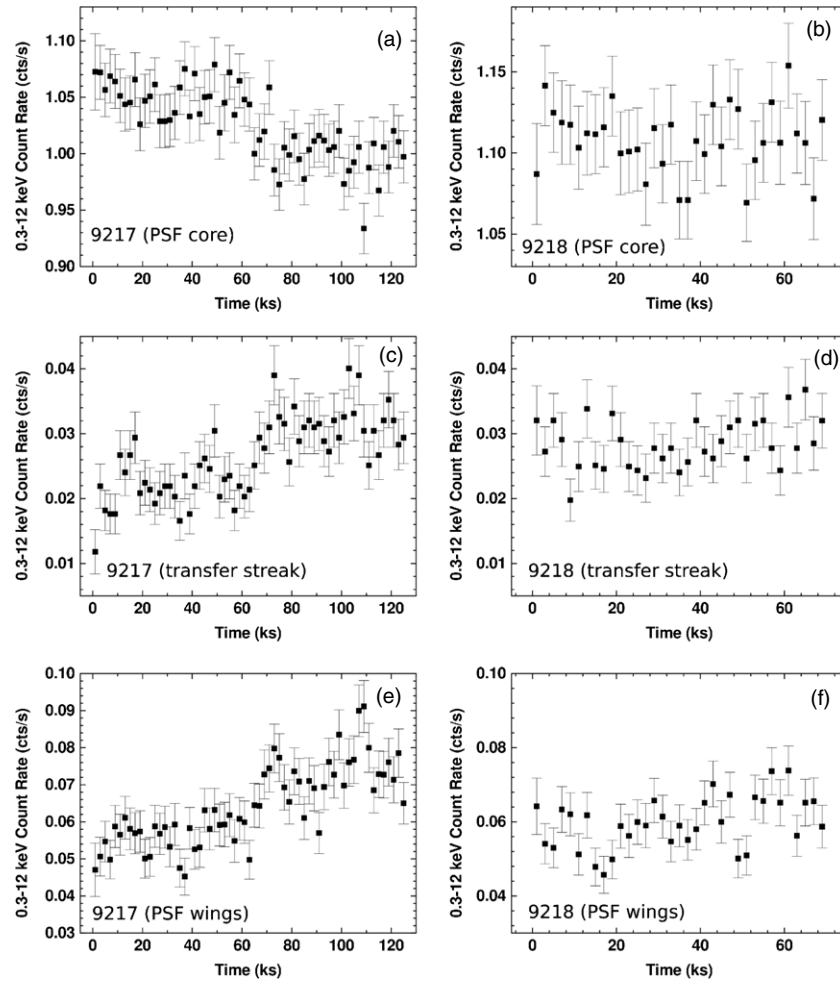 (a)
0.3-12 keV Count Rate (cts/s)
1.10
1.05
1.00
0.95
0.90
9217 (PSF core)
0 20 40 60 80 100 120
Time (ks)
(b)
0.3-12 keV Count Rate (cts/s)
1.15
1.10
1.05
9218 (PSF core)
0 20 40 60
Time (ks)
(c)
0.3-12 keV Count Rate (cts/s)
0.04
0.03
0.02
0.01
9217 (transfer streak)
0 20 40 60 80 100 120
Time (ks)
(d)
0.3-12 keV Count Rate (cts/s)
0.04
0.03
0.02
0.01
9218 (transfer streak)
0 20 40 60
Time (ks)
(e)
0.3-12 keV Count Rate (cts/s)
0.10
0.09
0.08
0.07
0.06
0.05
0.04
0.03
9217 (PSF wings)
0 20 40 60 80 100 120
Time (ks)
(f)
0.3-12 keV Count Rate (cts/s)
0.10
0.08
0.06
0.04
9218 (PSF wings)
0 20 40 60
Time (ks)